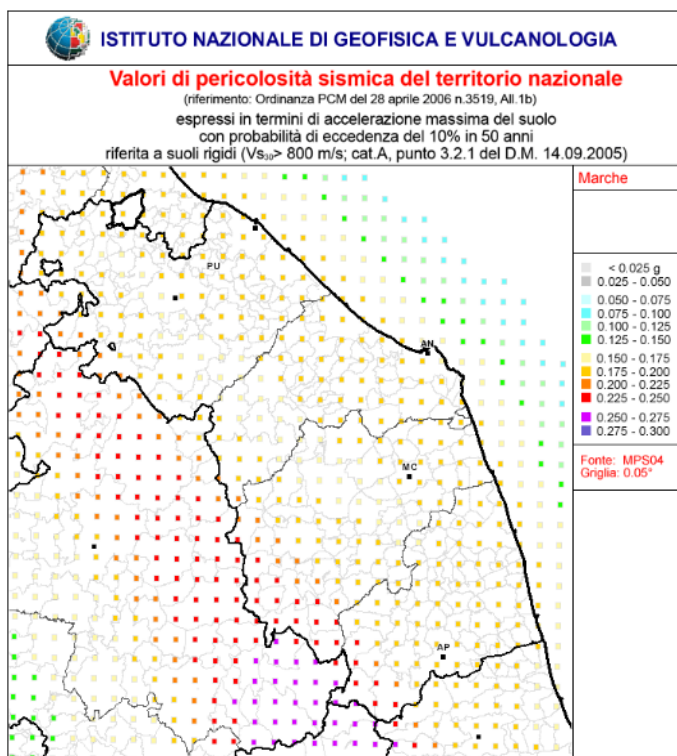 ISTITUTO NAZIONALE DI GEOFISICA E VULCANOLOGIA
Valori di pericolosità sismica del territorio nazionale
(riferimento: Ordinanza PCM del 28 aprile 2006 n.3519, All.1b)
espressi in termini di accelerazione massima del suolo
con probabilità di eccedenza del 10% in 50 anni
riferita a suoli rigidi (Vs₃₀> 800 m/s; cat.A, punto 3.2.1 del D.M. 14.09.2005)
Marche
PU
AN
MC
AP
< 0.025 g
0.025 - 0.050
0.050 - 0.075
0.075 - 0.100
0.100 - 0.125
0.125 - 0.150
0.150 - 0.175
0.175 - 0.200
0.200 - 0.225
0.225 - 0.250
0.250 - 0.275
0.275 - 0.300
Fonte: MPS04
Griglia: 0.05°